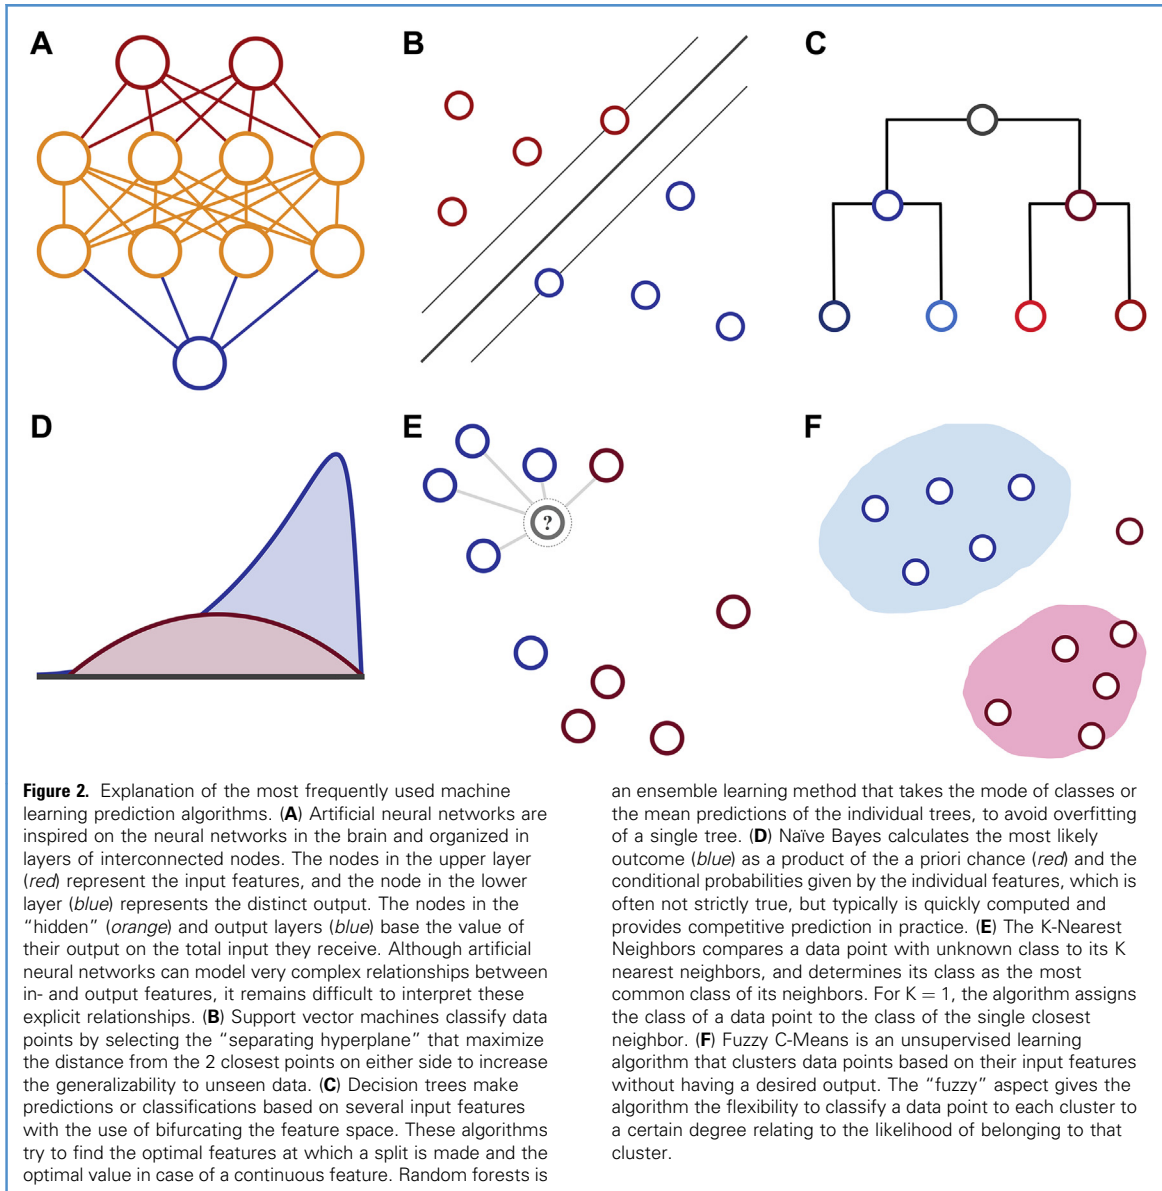 A
B
C
D
E
?
F
Figure 2. Explanation of the most frequently used machine
learning prediction algorithms. (A) Artificial neural networks are
inspired on the neural networks in the brain and organized in
layers of interconnected nodes. The nodes in the upper layer
(red) represent the input features, and the node in the lower
layer (blue) represents the distinct output. The nodes in the
“hidden” (orange) and output layers (blue) base the value of
their output on the total input they receive. Although artificial
neural networks can model very complex relationships between
in- and output features, it remains difficult to interpret these
explicit relationships. (B) Support vector machines classify data
points by selecting the “separating hyperplane” that maximize
the distance from the 2 closest points on either side to increase
the generalizability to unseen data. (C) Decision trees make
predictions or classifications based on several input features
with the use of bifurcating the feature space. These algorithms
try to find the optimal features at which a split is made and the
optimal value in case of a continuous feature. Random forests is
an ensemble learning method that takes the mode of classes or
the mean predictions of the individual trees, to avoid overfitting
of a single tree. (D) Naïve Bayes calculates the most likely
outcome (blue) as a product of the a priori chance (red) and the
conditional probabilities given by the individual features, which is
often not strictly true, but typically is quickly computed and
provides competitive prediction in practice. (E) The K-Nearest
Neighbors compares a data point with unknown class to its K
nearest neighbors, and determines its class as the most
common class of its neighbors. For K = 1, the algorithm assigns
the class of a data point to the class of the single closest
neighbor. (F) Fuzzy C-Means is an unsupervised learning
algorithm that clusters data points based on their input features
without having a desired output. The “fuzzy” aspect gives the
algorithm the flexibility to classify a data point to each cluster to
a certain degree relating to the likelihood of belonging to that
cluster.